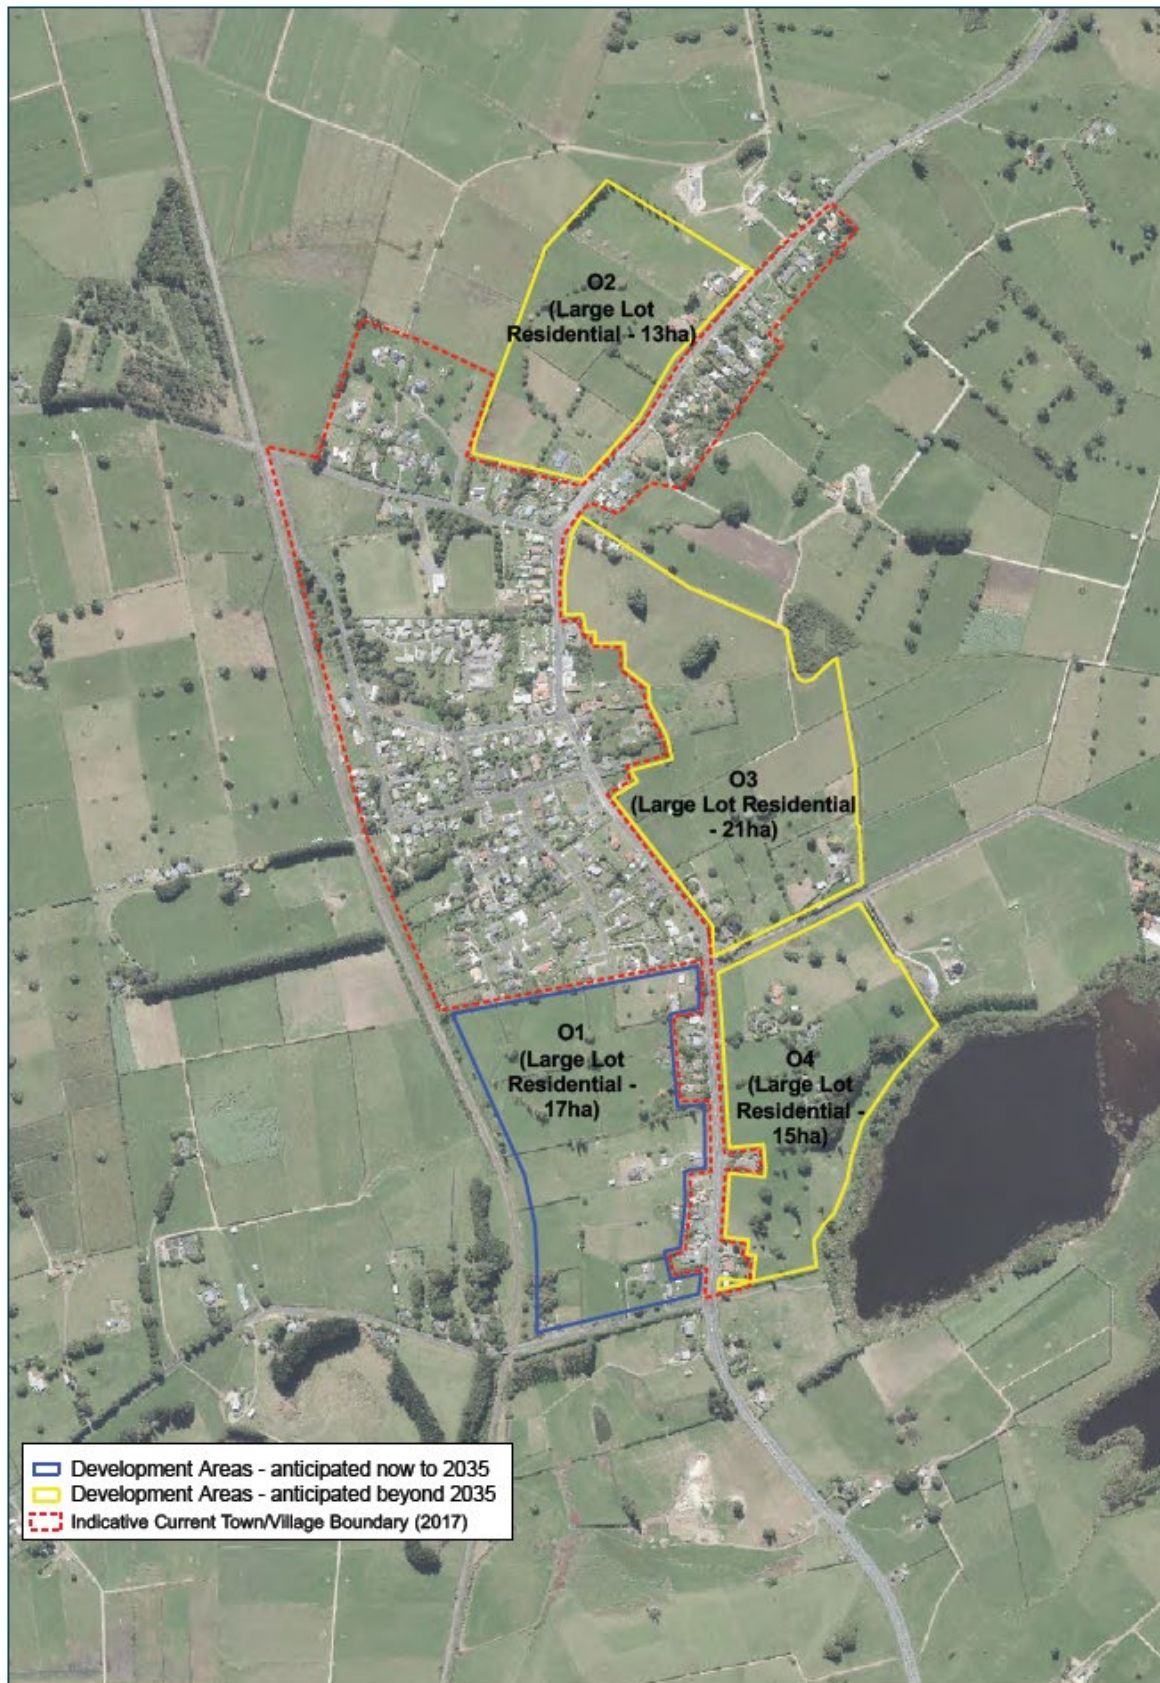 O2
(Large Lot
Residential - 13ha)
O3
(Large Lot Residential
- 21ha)
O1
(Large Lot
Residential -
17ha)
O4
(Large Lot
Residential -
15ha)
Development Areas - anticipated now to 2035
Development Areas - anticipated beyond 2035
Indicative Current Town/Village Boundary (2017)